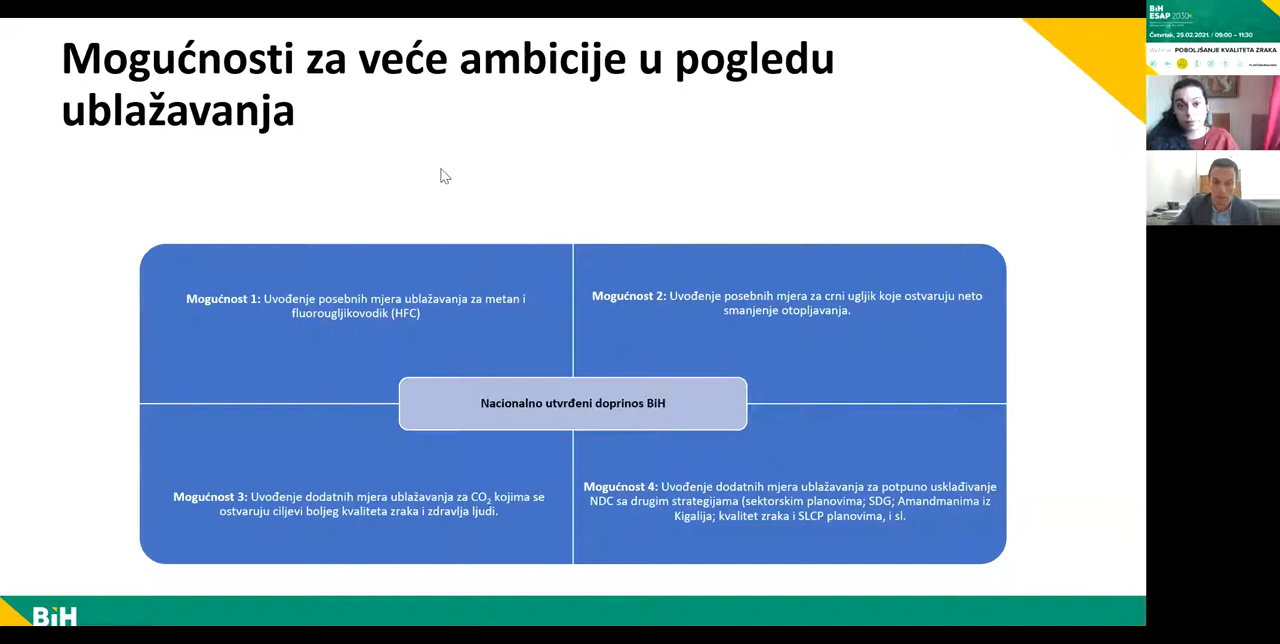 Mogućnosti za veće ambicije u pogledu
ublažavanja
Mogućnost 1: Uvođenje posebnih mjera ublažavanja za metan i
fluorougljikovodik (HFC)
Mogućnost 2: Uvođenje posebnih mjera za crni ugljik koje ostvaruju neto
smanjenje otopljavanja.
Nacionalno utvrđeni doprinos BiH
Mogućnost 3: Uvođenje dodatnih mjera ublažavanja za CO₂ kojima se
ostvaruju ciljevi boljeg kvaliteta zraka i zdravlja ljudi.
Mogućnost 4: Uvođenje dodatnih mjera ublažavanja za potpuno usklađivanje
NDC sa drugim strategijama (sektorskim planovima; SDG; Amandmanima iz
Kigalija; kvalitet zraka i SLCP planovima, i sl.
BiH
BiH
ESAP 2030+
Četvrtak, 25.02.2021. / 09:00 – 11:30
Webinar: POBOLJŠANJE KVALITETA ZRAKA